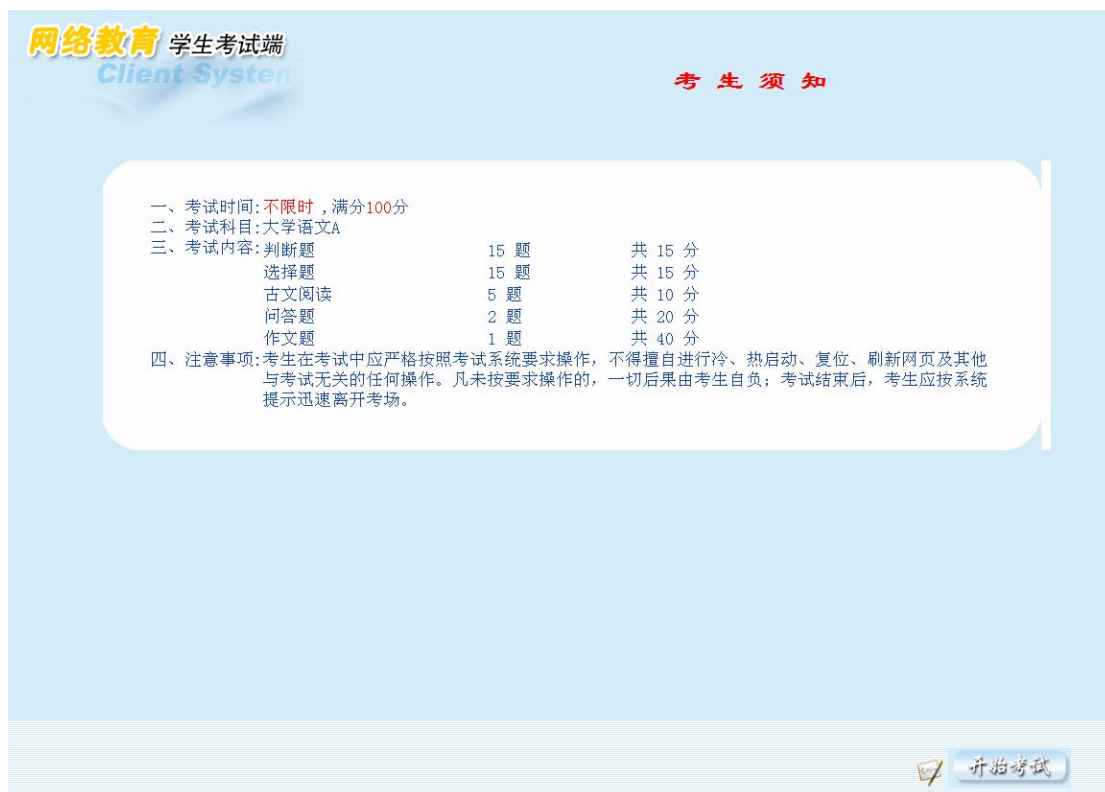 网络教育 学生考试端
Client System
考生须知
一、考试时间:不限时 ,满分100分
二、考试科目:大学语文A
三、考试内容:判断题 15 题 共 15 分
选择题 15 题 共 15 分
古文阅读 5 题 共 10 分
问答题 2 题 共 20 分
作文题 1 题 共 40 分
四、注意事项:考生在考试中应严格按照考试系统要求操作，不得擅自进行冷、热启动、复位、刷新网页及其他
与考试无关的任何操作。凡未按要求操作的，一切后果由考生自负；考试结束后，考生应按系统
提示迅速离开考场。
开始考试